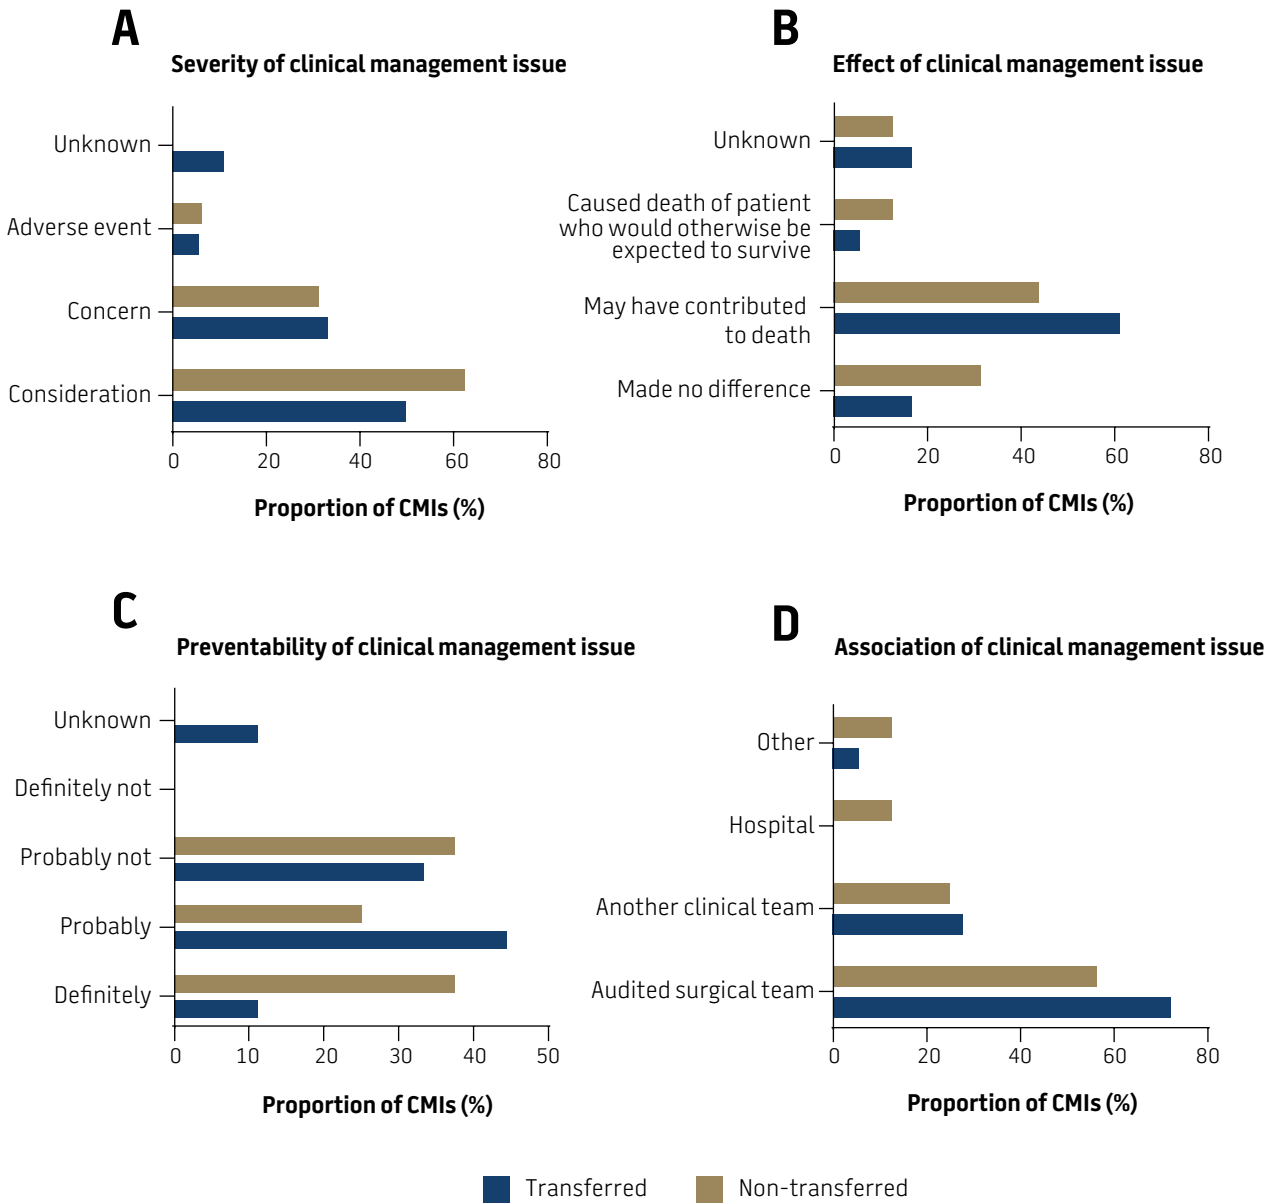 A
Severity of clinical management issue
Unknown
Adverse event
Concern
Consideration
0 20 40 60 80
Proportion of CMIs (%)
B
Effect of clinical management issue
Unknown
Caused death of patient
who would otherwise be
expected to survive
May have contributed
to death
Made no difference
0 20 40 60 80
Proportion of CMIs (%)
C
Preventability of clinical management issue
Unknown
Definitely not
Probably not
Probably
Definitely
0 10 20 30 40 50
Proportion of CMIs (%)
D
Association of clinical management issue
Other
Hospital
Another clinical team
Audited surgical team
0 20 40 60 80
Proportion of CMIs (%)
Transferred Non-transferred